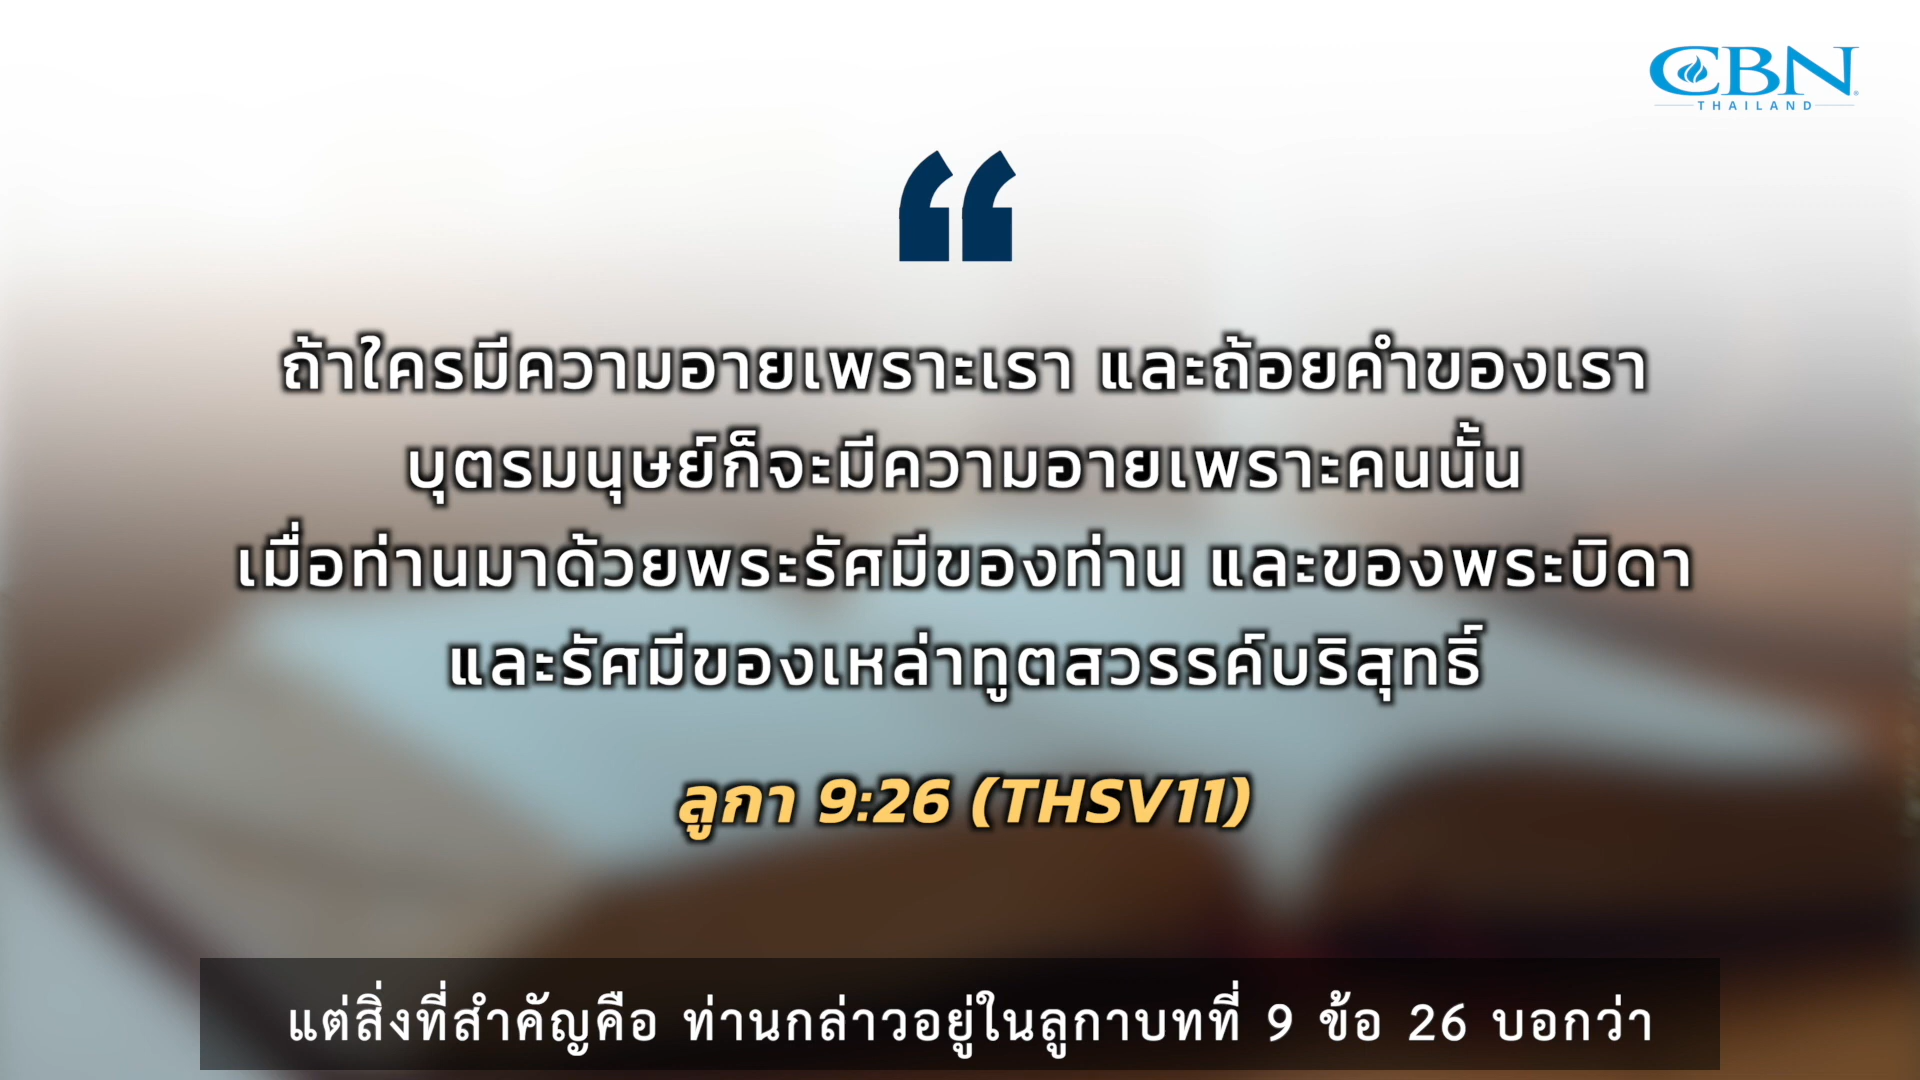 CBN
THAILAND
“
ถ้าใครมีความอายเพราะเรา และถ้อยคำของเรา
บุตรมนุษย์ก็จะมีความอายเพราะคนนั้น
เมื่อท่านมาด้วยพระรัศมีของท่าน และของพระบิดา
และรัศมีของเหล่าทูตสวรรค์บริสุทธิ์
ลูกา 9:26 (THSV11)
แต่สิ่งที่สำคัญคือ ท่านกล่าวอยู่ในลูกาบทที่ 9 ข้อ 26 บอกว่า